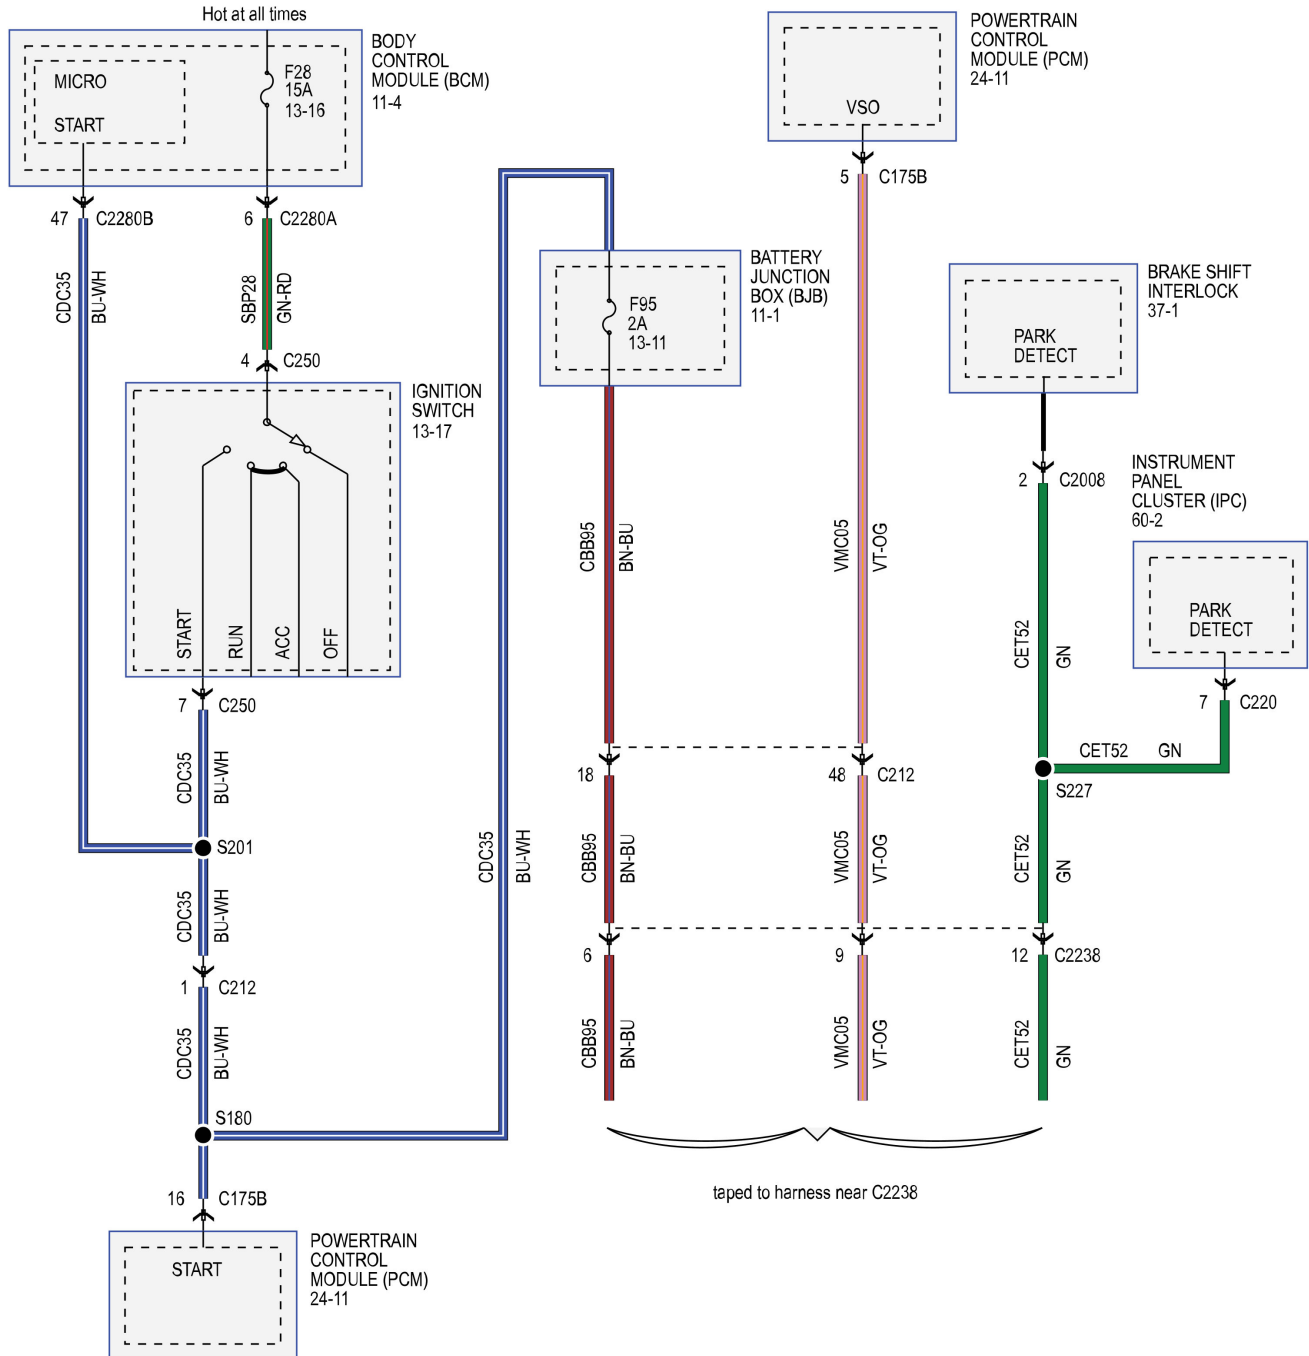 Hot at all times
BODY
CONTROL
MODULE (BCM)
11-4
MICRO
START
F28
15A
13-16
47
C2280B
6
C2280A
CDC35
BU-WH
SBP28
GN-RD
4
C250
IGNITION
SWITCH
13-17
START
RUN
ACC
OFF
7
C250
CDC35
BU-WH
S201
CDC35
BU-WH
1
C212
CDC35
BU-WH
S180
16
C175B
START
POWERTRAIN
CONTROL
MODULE (PCM)
24-11
CDC35
BU-WH
BATTERY
JUNCTION
BOX (BJB)
11-1
F95
2A
13-11
CBB95
BN-BU
18
CBB95
BN-BU
6
CBB95
BN-BU
POWERTRAIN
CONTROL
MODULE (PCM)
24-11
VSO
5
C175B
VMC05
VT-OG
48
C212
VMC05
VT-OG
9
VMC05
VT-OG
BRAKE SHIFT
INTERLOCK
37-1
PARK
DETECT
2
C2008
INSTRUMENT
PANEL
CLUSTER (IPC)
60-2
PARK
DETECT
7
C220
CET52
GN
CET52
GN
S227
CET52
GN
12
C2238
CET52
GN
taped to harness near C2238